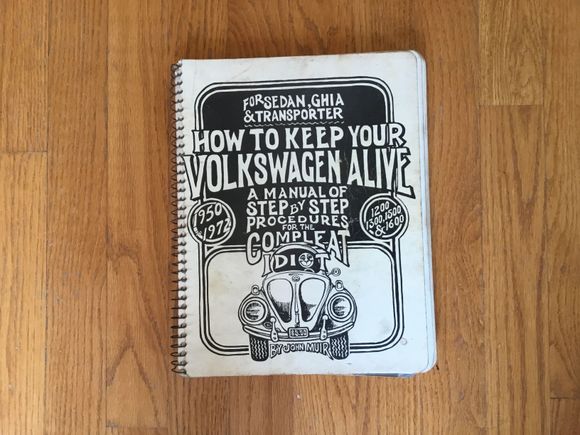 FOR SEDAN, GHIA
& TRANSPORTER
HOW TO KEEP YOUR
VOLKSWAGEN ALIVE
A MANUAL OF
STEP BY STEP
PROCEDURES
FOR THE
COMPLEAT
IDIOT
1950
1972
1200
1300, 1500
& 1600
BY JOHN MUIR